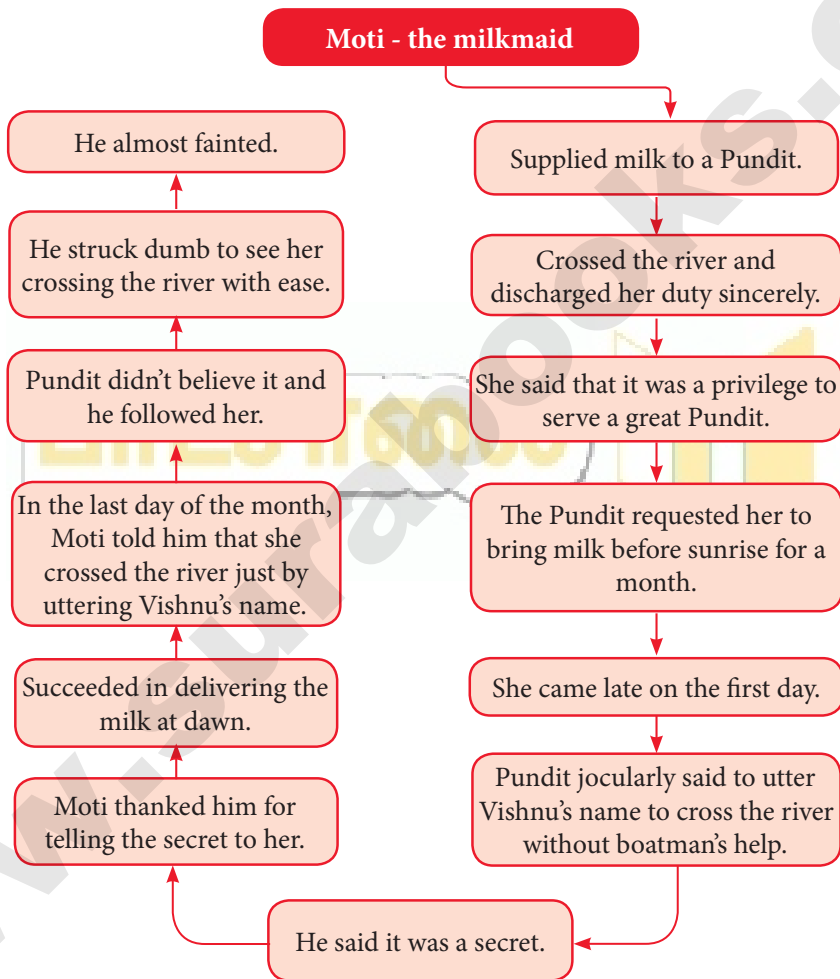 Moti - the milkmaid
Supplied milk to a Pundit.
Crossed the river and
discharged her duty sincerely.
She said that it was a privilege to
serve a great Pundit.
The Pundit requested her to
bring milk before sunrise for a
month.
She came late on the first day.
Pundit jocularly said to utter
Vishnu’s name to cross the river
without boatman’s help.
He said it was a secret.
Moti thanked him for
telling the secret to her.
Succeeded in delivering the
milk at dawn.
In the last day of the month,
Moti told him that she
crossed the river just by
uttering Vishnu’s name.
Pundit didn’t believe it and
he followed her.
He struck dumb to see her
crossing the river with ease.
He almost fainted.